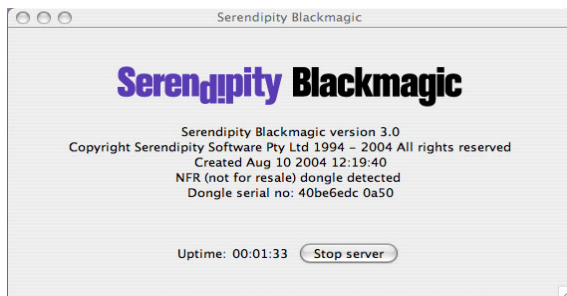 Serendipity Blackmagic
Serendipity Blackmagic
Serendipity Blackmagic version 3.0
Copyright Serendipity Software Pty Ltd 1994 – 2004 All rights reserved
Created Aug 10 2004 12:19:40
NFR (not for resale) dongle detected
Dongle serial no: 40be6edc 0a50
Uptime: 00:01:33 Stop server